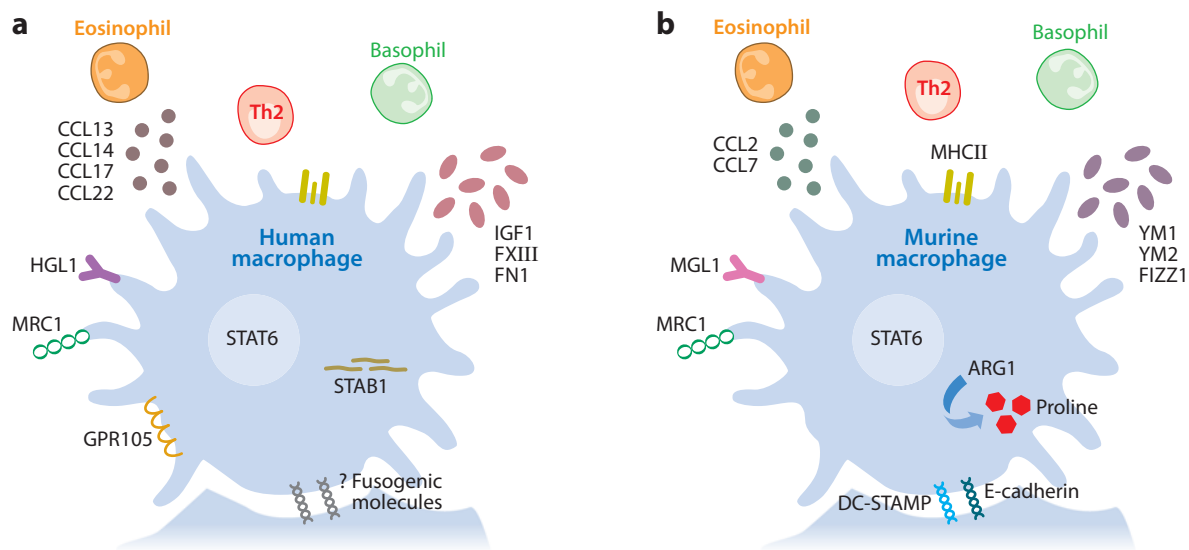 a
Eosinophil
Basophil
Th2
CCL13
CCL14
CCL17
CCL22
IGF1
FXIII
FN1
Human
macrophage
HGL1
MRC1
STAT6
STAB1
GPR105
? Fusogenic
molecules
b
Eosinophil
Basophil
Th2
CCL2
CCL7
MHCII
YM1
YM2
FIZZ1
Murine
macrophage
MGL1
MRC1
STAT6
ARG1
Proline
DC-STAMP
E-cadherin